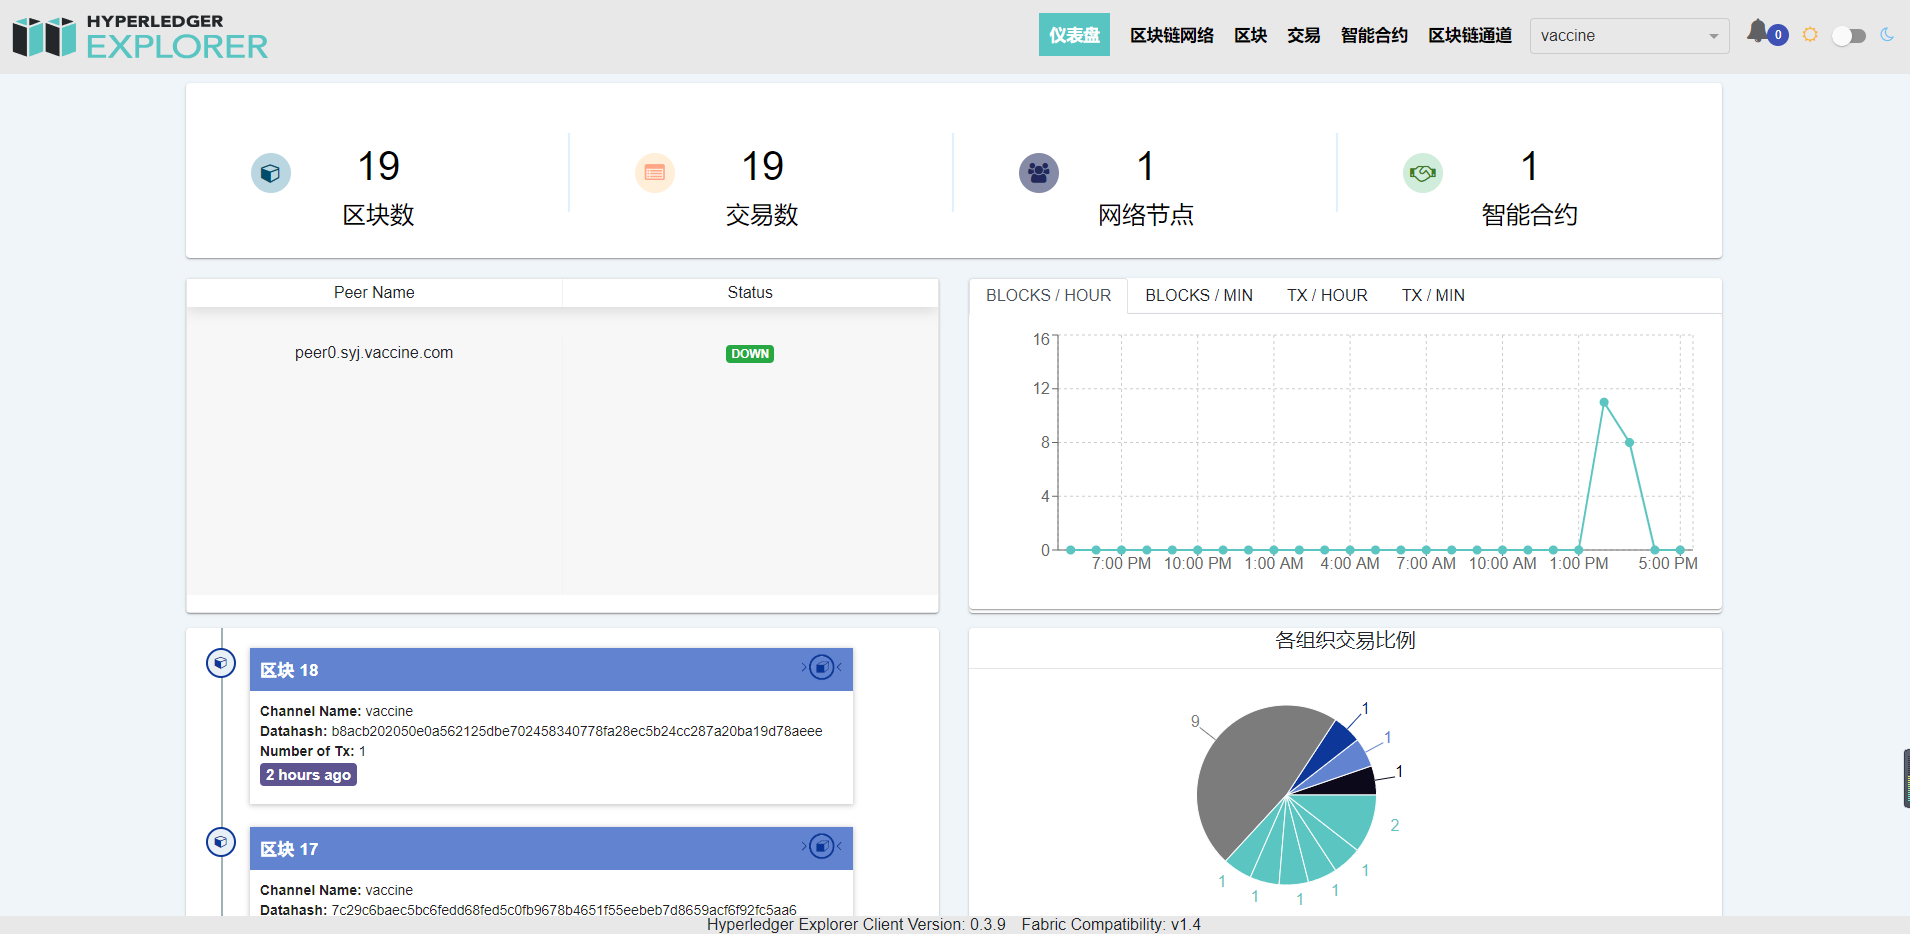 HYPERLEDGER
EXPLORER
仪表盘 区块链网络 区块 交易 智能合约 区块链通道 vaccine 0
19 19 1 1
区块数 交易数 网络节点 智能合约
Peer Name Status
peer0.syj.vaccine.com DOWN
BLOCKS / HOUR BLOCKS / MIN TX / HOUR TX / MIN
16
12
8
4
0
7:00 PM 10:00 PM 1:00 AM 4:00 AM 7:00 AM 10:00 AM 1:00 PM 5:00 PM
区块 18
Channel Name: vaccine
Datahash: b8acb202050e0a562125dbe702458340778fa28ec5b24cc287a20ba19d78aeee
Number of Tx: 1
2 hours ago
区块 17
Channel Name: vaccine
Datahash: 7c29c6baec5bc6fedd68fed5c0fb9678b4651f55eebeb7d8659acf6f92fc5aa6
各组织交易比例
9
1
1
1
2
1
1
1
1
1
Hyperledger Explorer Client Version: 0.3.9 Fabric Compatibility: v1.4